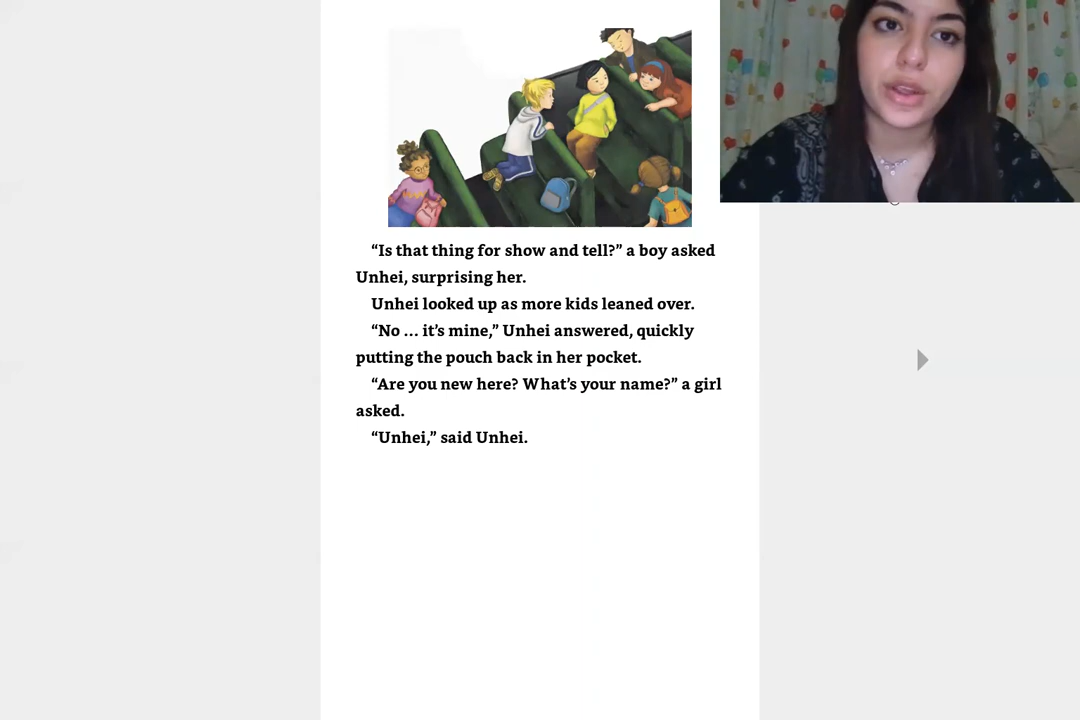 “Is that thing for show and tell?” a boy asked
Unhei, surprising her.
Unhei looked up as more kids leaned over.
“No ... it’s mine,” Unhei answered, quickly
putting the pouch back in her pocket.
“Are you new here? What’s your name?” a girl
asked.
“Unhei,” said Unhei.